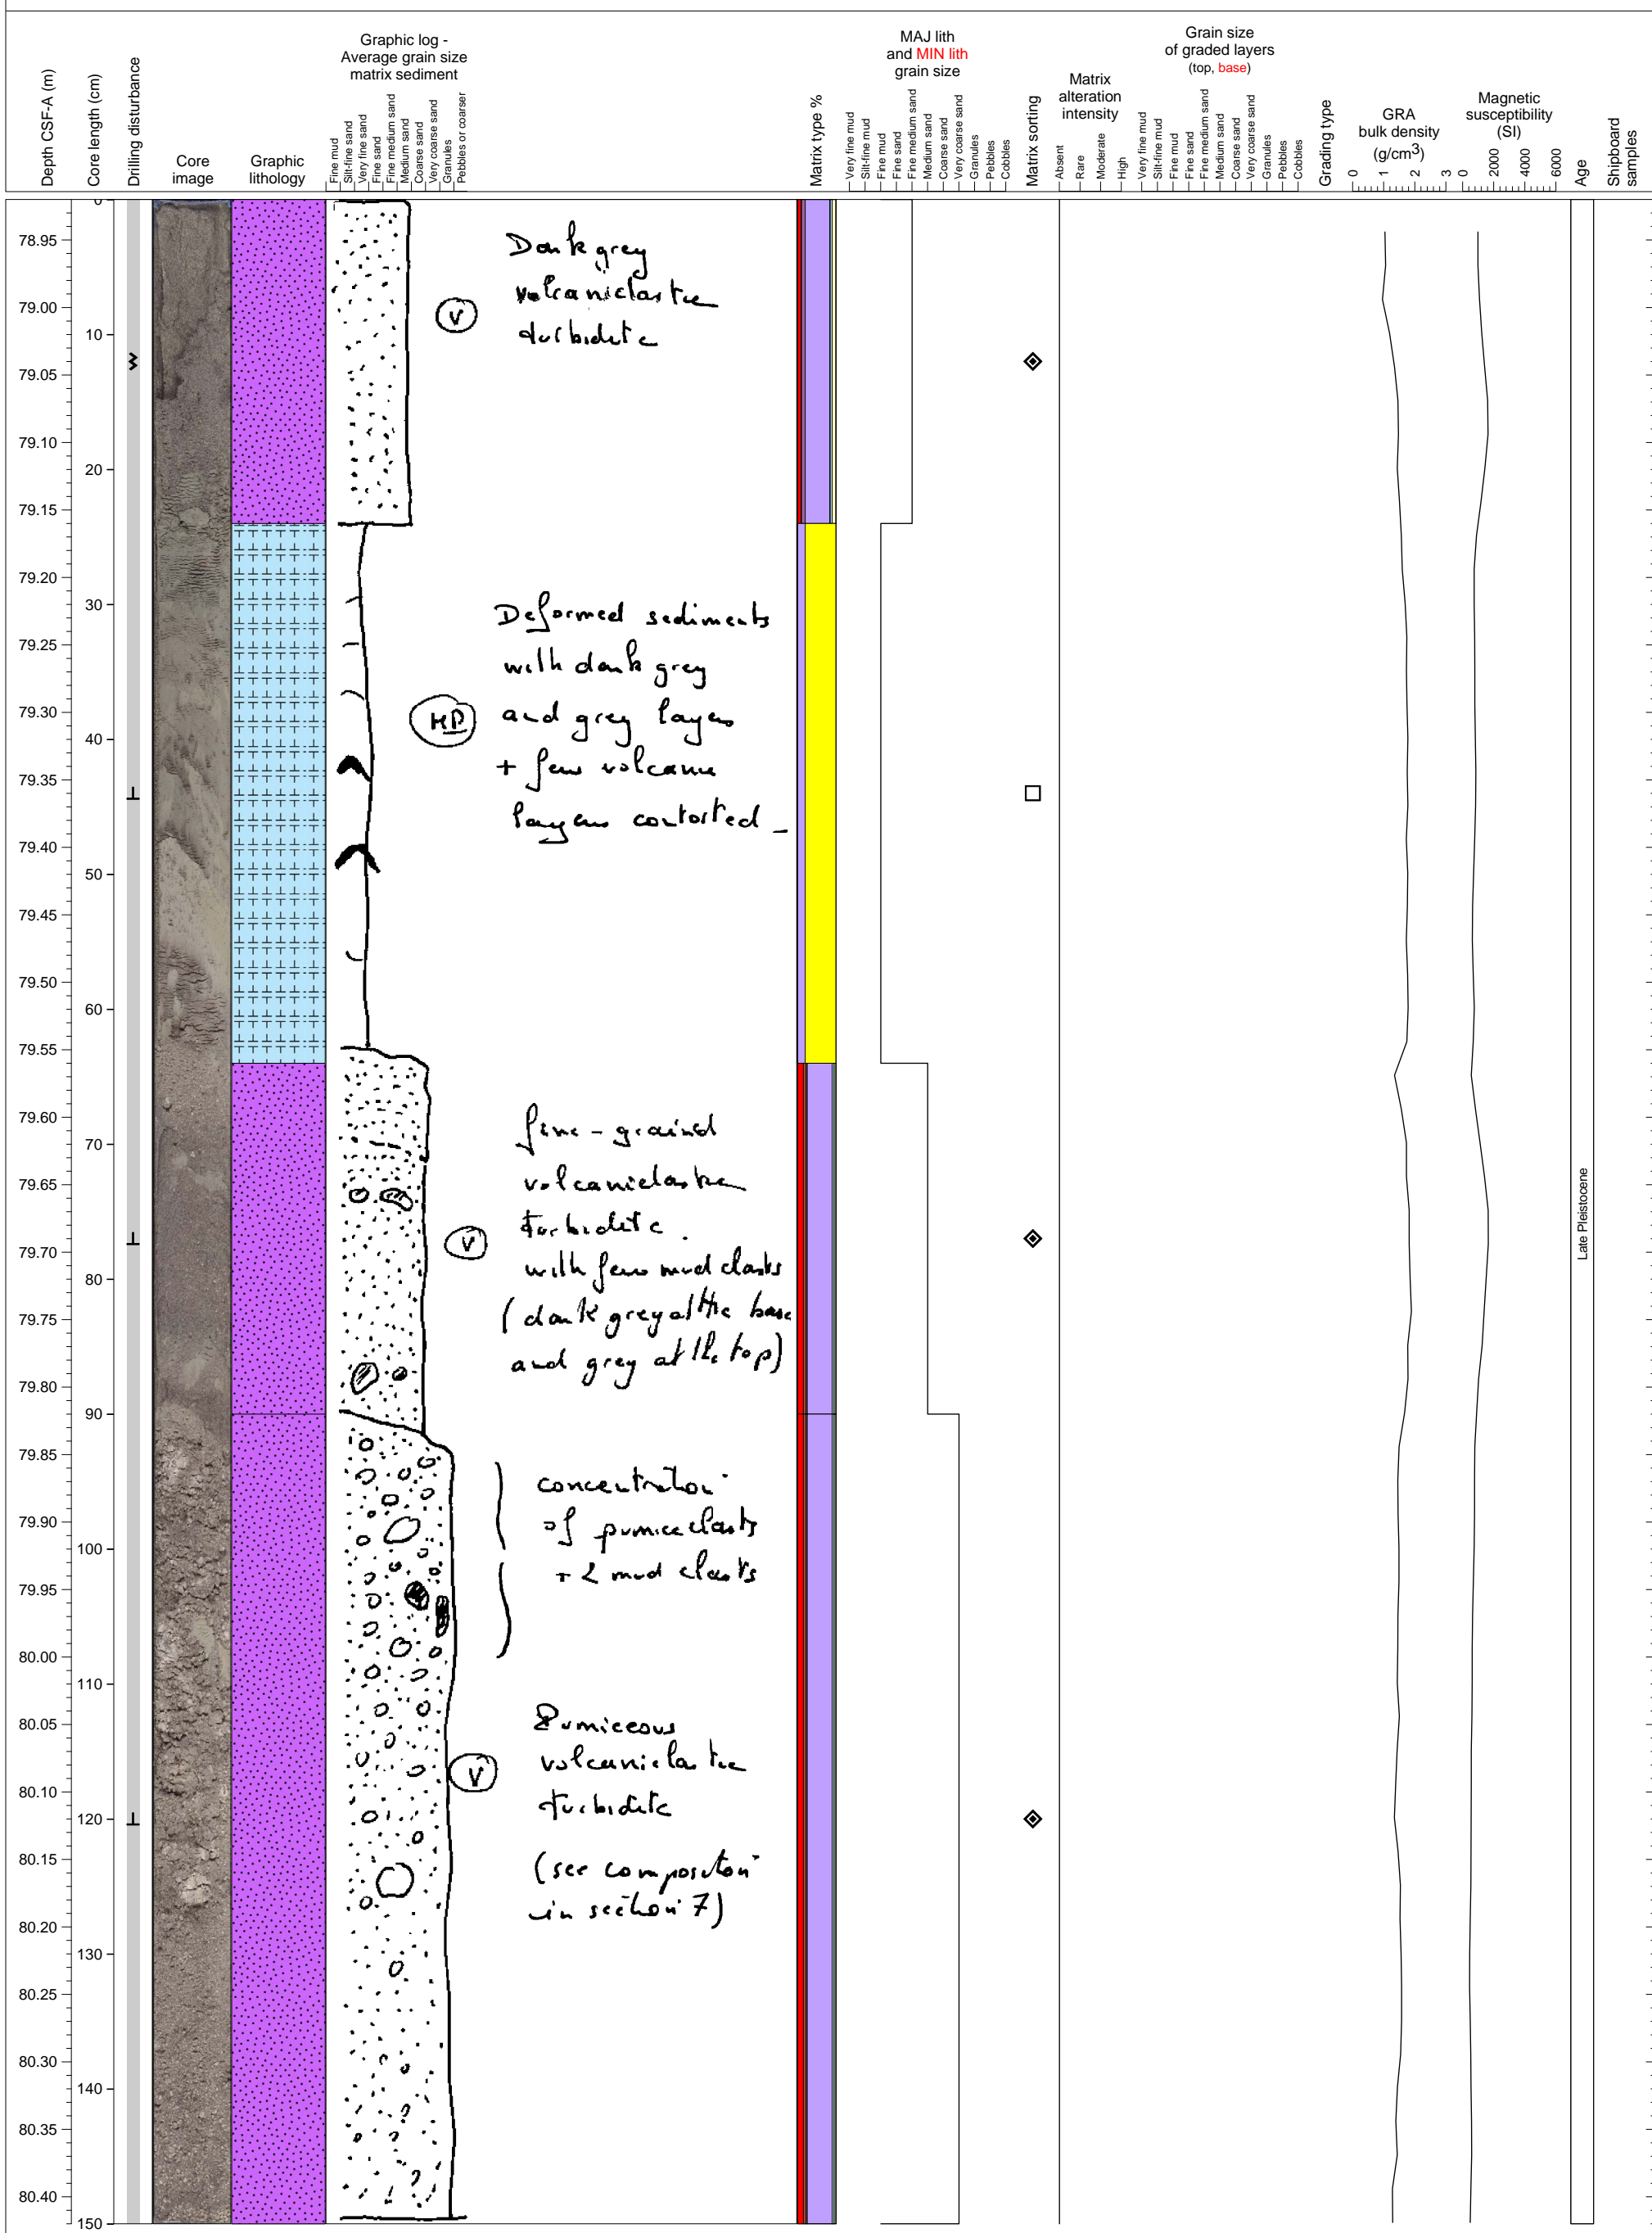 Depth CSF-A (m)
Core length (cm)
Drilling disturbance
Core
image
Graphic
lithology
Graphic log -
Average grain size
matrix sediment
Fine mud
Silt-fine sand
Very fine sand
Fine sand
Fine medium sand
Medium sand
Coarse sand
Very coarse sand
Granules
Pebbles or coarser
Matrix type %
MAJ lith
and MIN lith
grain size
Very fine mud
Silt-fine mud
Fine mud
Fine sand
Fine medium sand
Medium sand
Coarse sand
Very coarse sand
Granules
Pebbles
Cobbles
Matrix sorting
Matrix
alteration
intensity
Absent
Rare
Moderate
High
Grain size
of graded layers
(top, base)
Very fine mud
Silt-fine mud
Fine mud
Fine sand
Fine medium sand
Medium sand
Coarse sand
Very coarse sand
Granules
Pebbles
Cobbles
Grading type
GRA
bulk density
(g/cm3)
0
1
2
3
Magnetic
susceptibility
(SI)
0
2000
4000
6000
Age
Shipboard
samples
78.95
79.00
79.05
79.10
79.15
79.20
79.25
79.30
79.35
79.40
79.45
79.50
79.55
79.60
79.65
79.70
79.75
79.80
79.85
79.90
79.95
80.00
80.05
80.10
80.15
80.20
80.25
80.30
80.35
80.40
0
10
20
30
40
50
60
70
80
90
100
110
120
130
140
150
Dark grey
volcaniclastic
turbidite
V
Deformed sediments
with dark grey
and grey layers
+ few volcanic
layers contorted -
HP
fine-grained
volcaniclastic
turbidite.
with few mud clasts
(dark grey at the base
and grey at the top)
V
concentration
of pumice clasts
+ 2 mud clasts
Pumiceous
volcaniclastic
turbidite
(see composition
in section 7)
V
Late Pleistocene